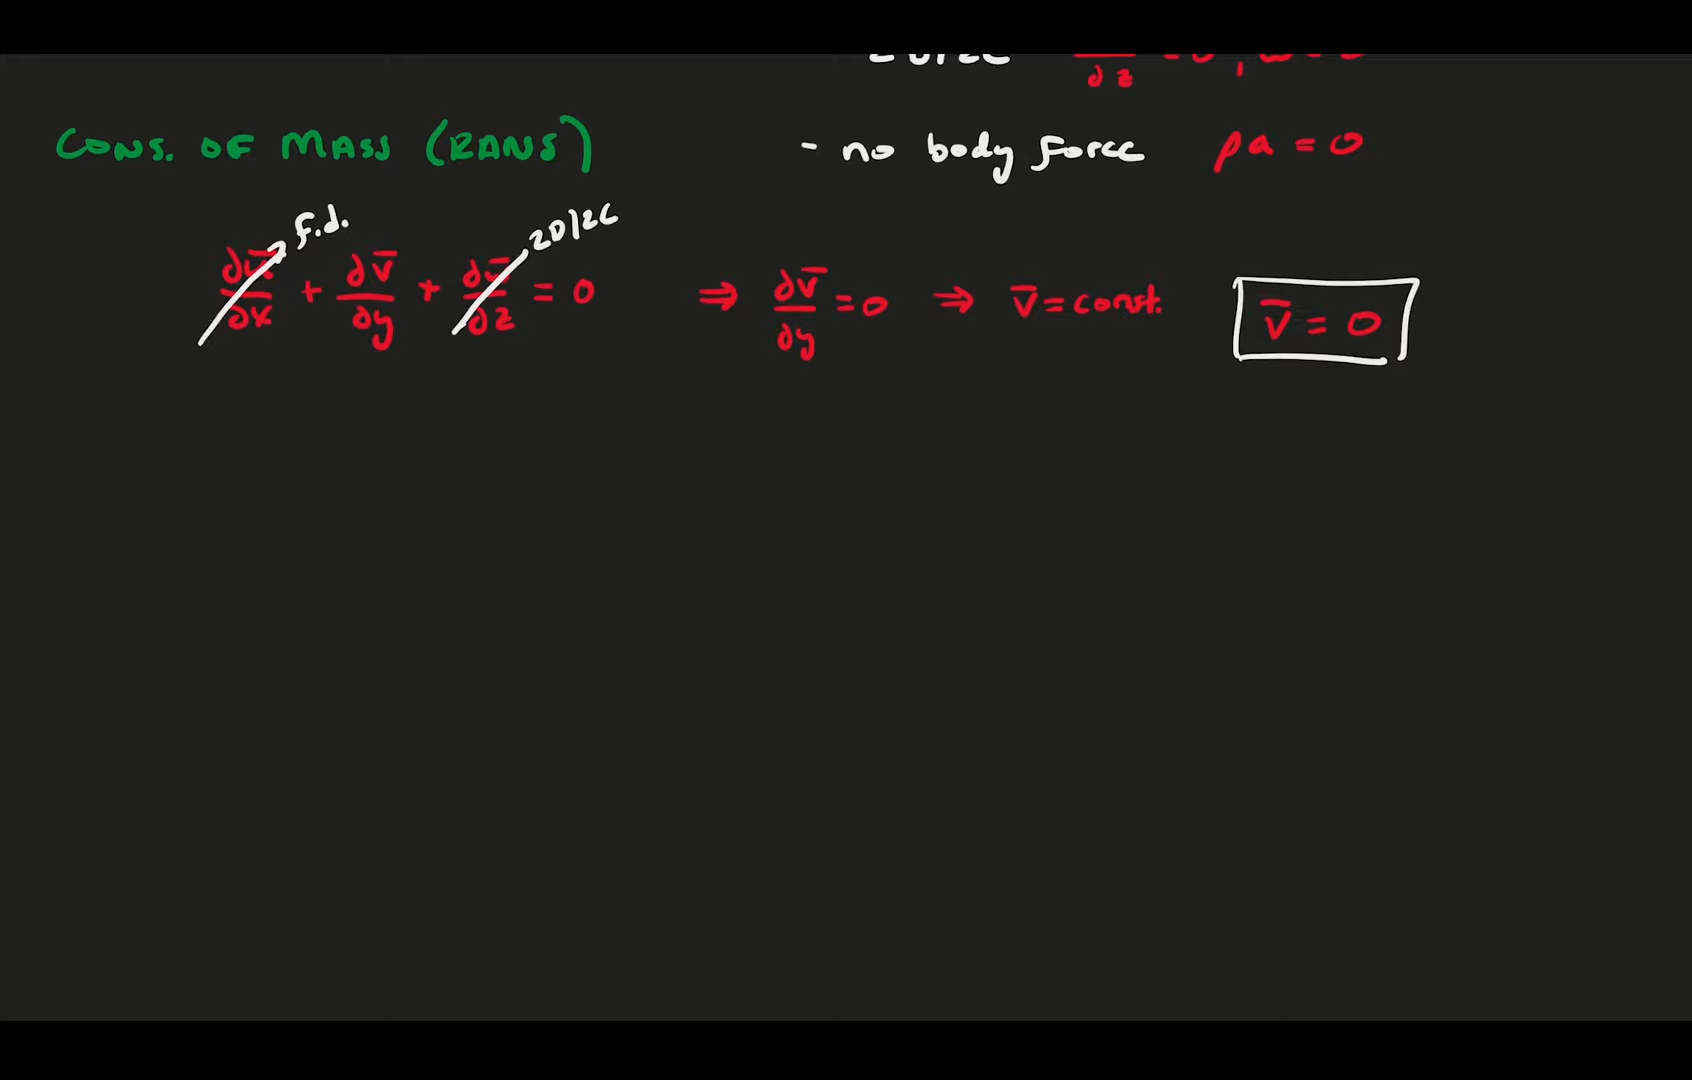 ∂z
CONS. OF MASS (RANS)
- no body force ρa = 0
f.d. 2D/2C
∂ū/∂x + ∂v̄/∂y + ∂w̄/∂z = 0 ⇒ ∂v̄/∂y = 0 ⇒ v̄ = const. v̄ = 0